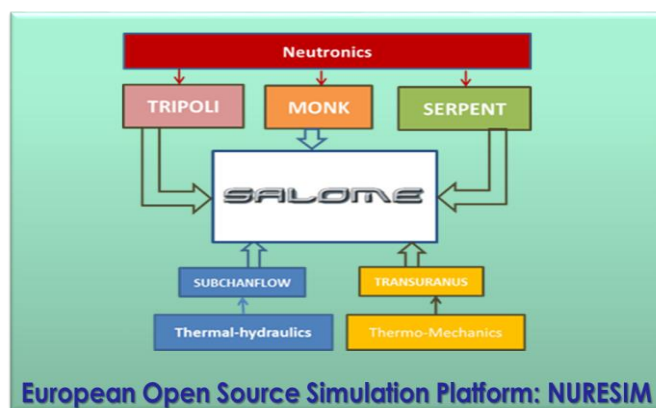 Neutronics
TRIPOLI
MONK
SERPENT
SALOME
SUBCHANFLOW
TRANSURANUS
Thermal-hydraulics
Thermo-Mechanics
European Open Source Simulation Platform: NURESIM